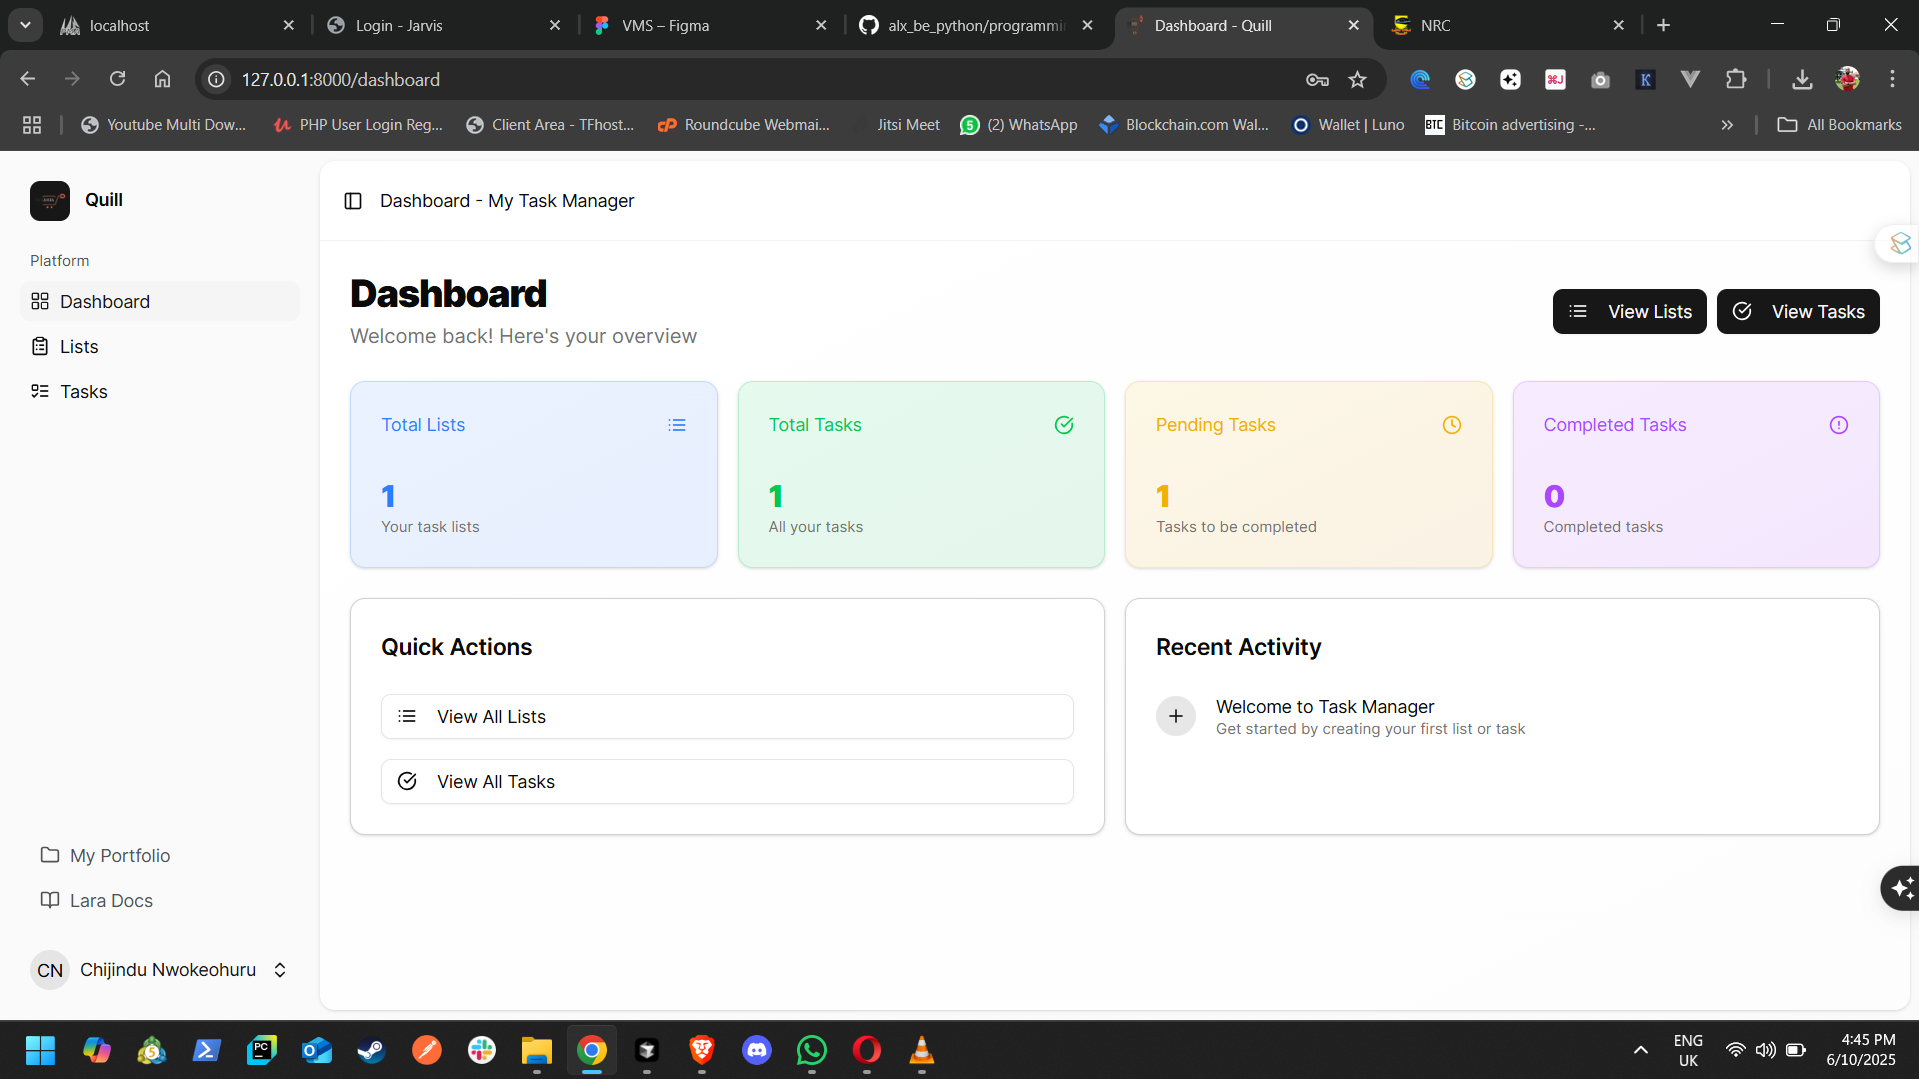 localhost
Login - Jarvis
VMS – Figma
alx_be_python/programmi
Dashboard - Quill
NRC
127.0.0.1:8000/dashboard
Youtube Multi Dow...
PHP User Login Reg...
Client Area - TFhost...
Roundcube Webmai...
Jitsi Meet
(2) WhatsApp
Blockchain.com Wal...
Wallet | Luno
Bitcoin advertising -...
All Bookmarks
Quill
Platform
Dashboard
Lists
Tasks
My Portfolio
Lara Docs
CN
Chijindu Nwokeohuru
Dashboard - My Task Manager
Dashboard
Welcome back! Here's your overview
View Lists
View Tasks
Total Lists
1
Your task lists
Total Tasks
1
All your tasks
Pending Tasks
1
Tasks to be completed
Completed Tasks
0
Completed tasks
Quick Actions
View All Lists
View All Tasks
Recent Activity
Welcome to Task Manager
Get started by creating your first list or task
ENG
UK
4:45 PM
6/10/2025